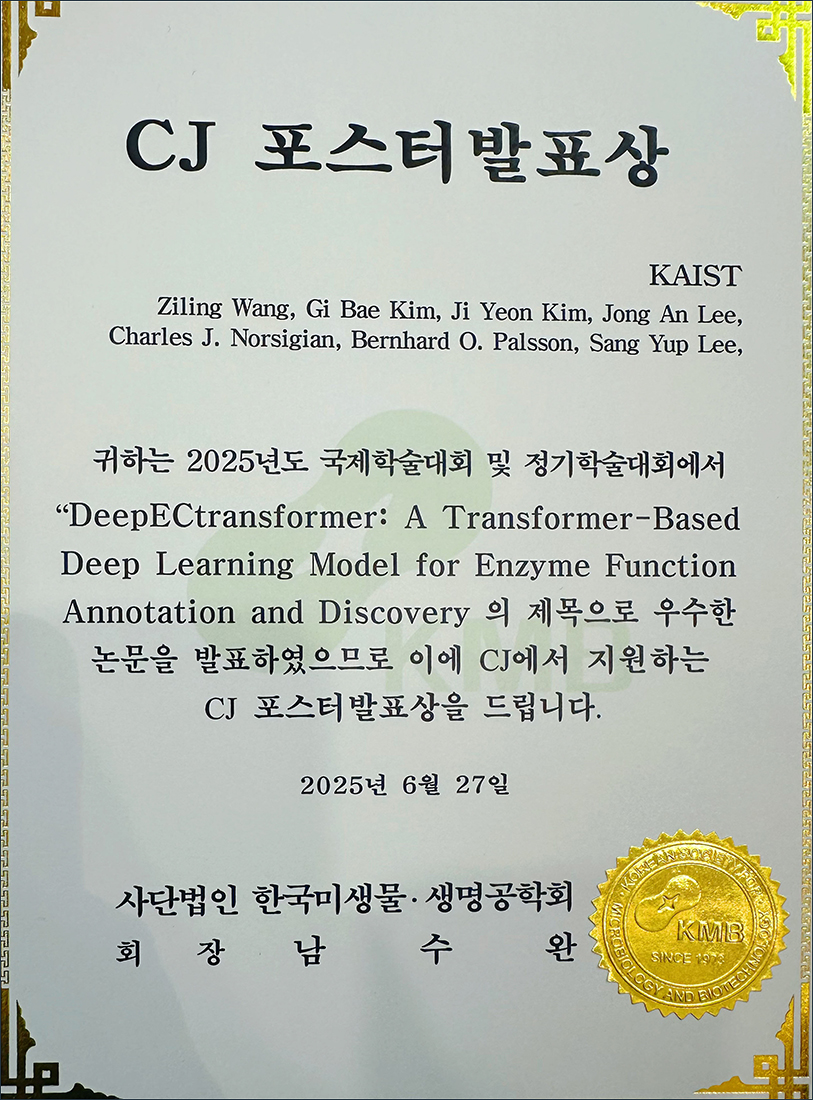 CJ 포스터발표상
KAIST
Ziling Wang, Gi Bae Kim, Ji Yeon Kim, Jong An Lee,
Charles J. Norsigian, Bernhard O. Palsson, Sang Yup Lee,
귀하는 2025년도 국제학술대회 및 정기학술대회에서
“DeepECtransformer: A Transformer-Based
Deep Learning Model for Enzyme Function
Annotation and Discovery 의 제목으로 우수한
논문을 발표하였으므로 이에 CJ에서 지원하는
CJ 포스터발표상을 드립니다.
KMB
2025년 6월 27일
사단법인 한국미생물·생명공학회
회 장 남 수 완
KOREAN SOCIETY FOR
KMB
SINCE 1973
MICROBIOLOGY AND BIOTECHNOLOGY